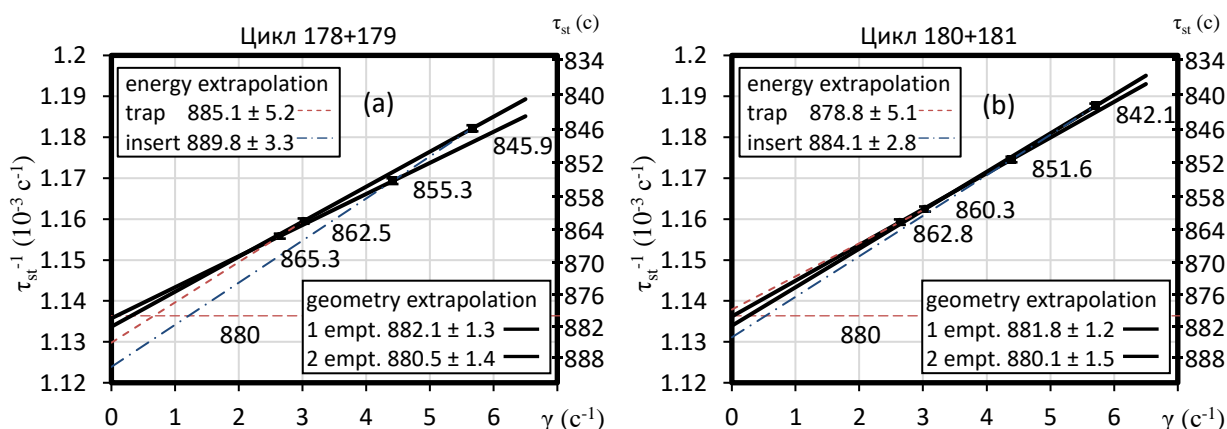 Цикл 178+179
τst (c)
τst-1 (10-3 c-1)
1.2
1.19
1.18
1.17
1.16
1.15
1.14
1.13
1.12
energy extrapolation
trap 885.1 ± 5.2
insert 889.8 ± 3.3
(a)
845.9
855.3
862.5
865.3
880
geometry extrapolation
1 empt. 882.1 ± 1.3
2 empt. 880.5 ± 1.4
834
840
846
852
858
864
870
876
882
888
0 1 2 3 4 5 6
γ (c-1)
Цикл 180+181
τst (c)
τst-1 (10-3 c-1)
1.2
1.19
1.18
1.17
1.16
1.15
1.14
1.13
1.12
energy extrapolation
trap 878.8 ± 5.1
insert 884.1 ± 2.8
(b)
842.1
851.6
860.3
862.8
880
geometry extrapolation
1 empt. 881.8 ± 1.2
2 empt. 880.1 ± 1.5
834
840
846
852
858
864
870
876
882
888
0 1 2 3 4 5 6
γ (c-1)